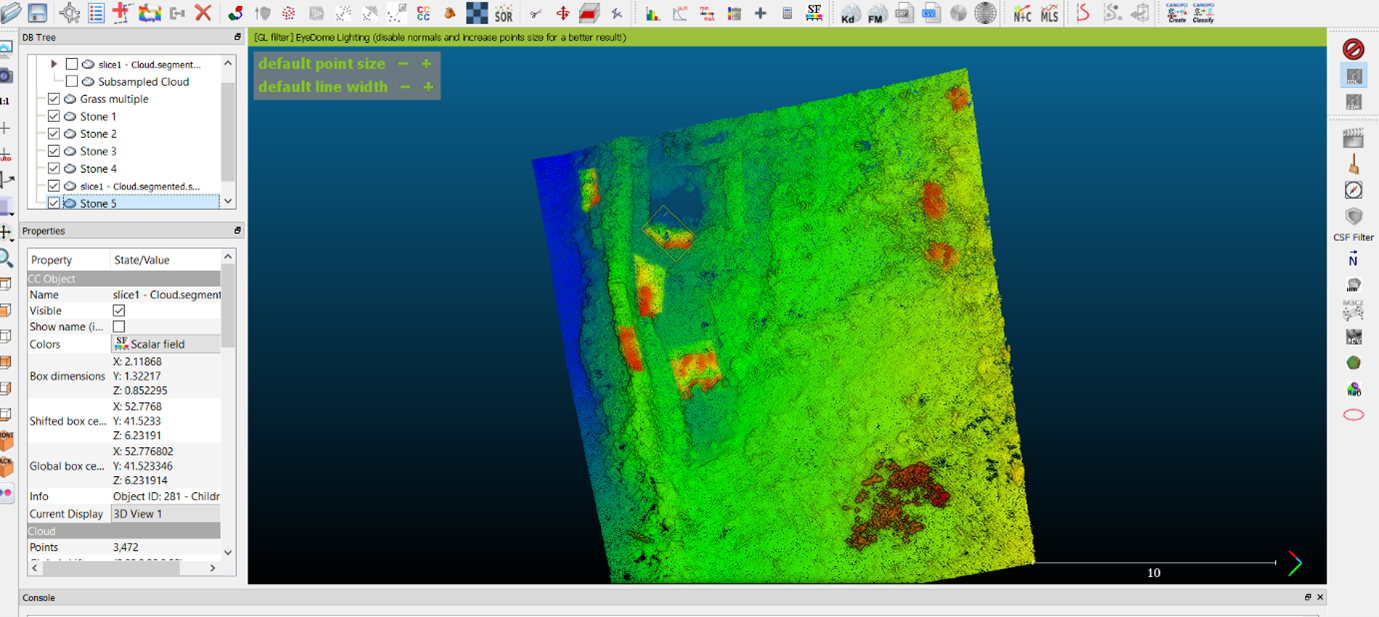 SOR
SF
Kd
FM
CSV
N+C
MLS
CANUPO
Create
CANUPO
Classify
DB Tree
[GL filter] EyeDome Lighting (disable normals and increase points size for a better result!)
default point size − +
default line width − +
slice1 - Cloud.segment...
Subsampled Cloud
Grass multiple
Stone 1
Stone 2
Stone 3
Stone 4
slice1 - Cloud.segmented.s...
Stone 5
Properties
Property State/Value
CC Object
Name slice1 - Cloud.segment
Visible
Show name (i...
Colors SF Scalar field
Box dimensions X: 2.11868
Y: 1.32217
Z: 0.852295
Shifted box ce... X: 52.7768
Y: 41.5233
Z: 6.23191
Global box ce... X: 52.776802
Y: 41.523346
Z: 6.231914
Info Object ID: 281 - Childr
Current Display 3D View 1
Cloud
Points 3,472
CSF Filter
N
M3C2
10
Console